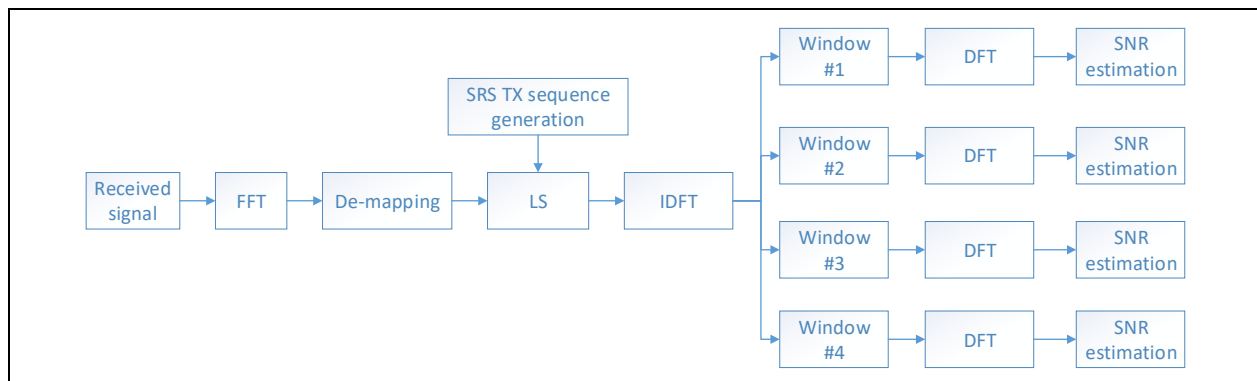 Received
signal
FFT
De-mapping
SRS TX sequence
generation
LS
IDFT
Window
#1
DFT
SNR
estimation
Window
#2
DFT
SNR
estimation
Window
#3
DFT
SNR
estimation
Window
#4
DFT
SNR
estimation